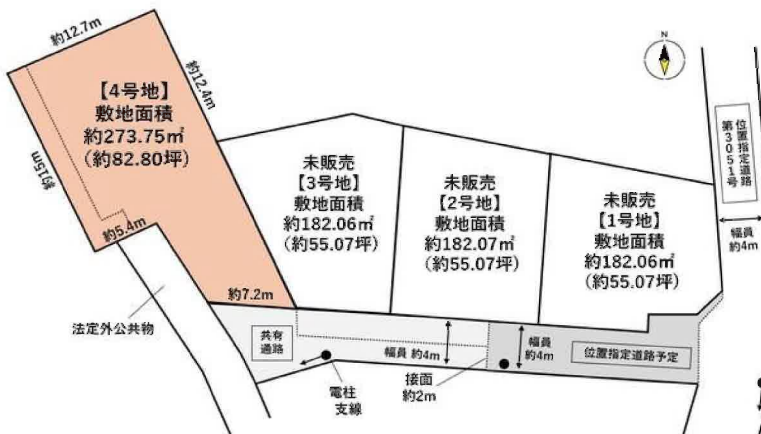 約12.7m
N
【4号地】
敷地面積
約273.75㎡
(約82.80坪)
約12.4m
約15m
約5.4m
約7.2m
未販売
【3号地】
敷地面積
約182.06㎡
(約55.07坪)
未販売
【2号地】
敷地面積
約182.07㎡
(約55.07坪)
未販売
【1号地】
敷地面積
約182.06㎡
(約55.07坪)
位置指定道路
第3051号
幅員
約4m
法定外公共物
共有
通路
幅員 約4m
幅員
約4m
位置指定道路予定
電柱
支線
接面
約2m